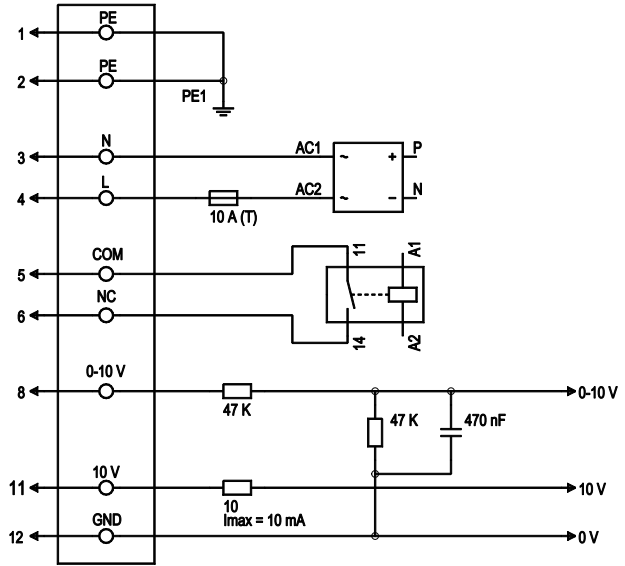 1
PE
2
PE
PE1
3
N
AC1
~
+
P
4
L
10 A (T)
AC2
~
−
N
5
COM
11
A1
6
NC
14
A2
8
0-10 V
47 K
47 K
470 nF
0-10 V
11
10 V
10
Imax = 10 mA
10 V
12
GND
0 V